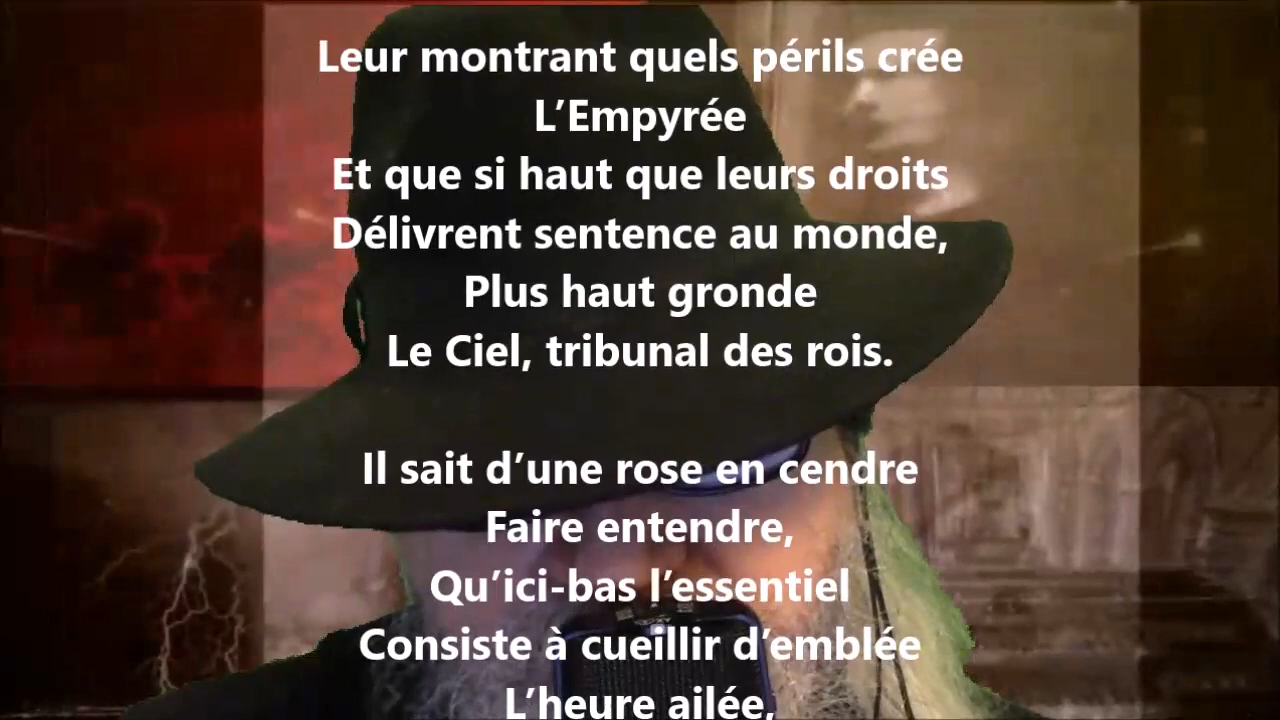 Leur montrant quels périls crée
L’Empyrée
Et que si haut que leurs droits
Délivrent sentence au monde,
Plus haut gronde
Le Ciel, tribunal des rois.
Il sait d’une rose en cendre
Faire entendre,
Qu’ici-bas l’essentiel
Consiste à cueillir d’emblée
L’heure ailée,